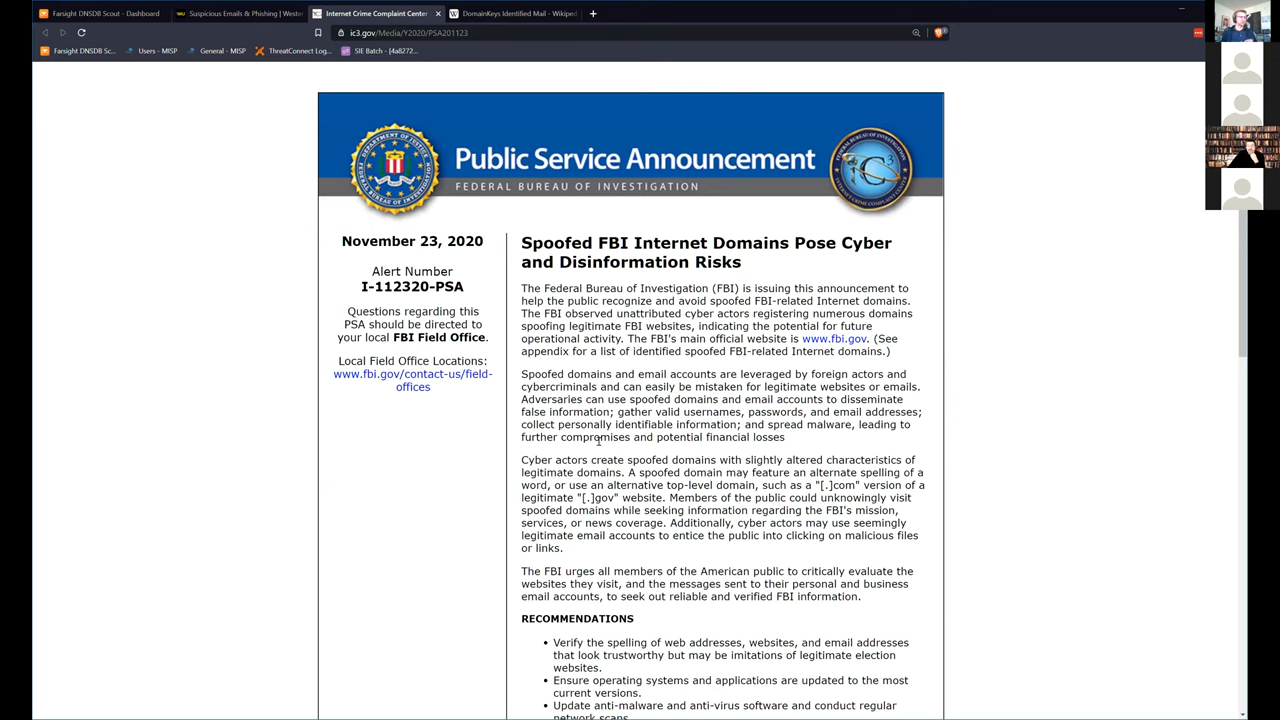 Farsight DNSDB Scout - Dashboard
Suspicious Emails & Phishing | Weste
Internet Crime Complaint Center
DomainKeys Identified Mail - Wikiped
ic3.gov/Media/Y2020/PSA201123
Farsight DNSDB Sc...
Users - MISP
General - MISP
ThreatConnect Log...
SIE Batch - [4a8272...
Public Service Announcement
FEDERAL BUREAU OF INVESTIGATION
November 23, 2020
Alert Number
I-112320-PSA
Questions regarding this
PSA should be directed to
your local FBI Field Office.
Local Field Office Locations:
www.fbi.gov/contact-us/field-
offices
Spoofed FBI Internet Domains Pose Cyber
and Disinformation Risks
The Federal Bureau of Investigation (FBI) is issuing this announcement to
help the public recognize and avoid spoofed FBI-related Internet domains.
The FBI observed unattributed cyber actors registering numerous domains
spoofing legitimate FBI websites, indicating the potential for future
operational activity. The FBI's main official website is www.fbi.gov. (See
appendix for a list of identified spoofed FBI-related Internet domains.)
Spoofed domains and email accounts are leveraged by foreign actors and
cybercriminals and can easily be mistaken for legitimate websites or emails.
Adversaries can use spoofed domains and email accounts to disseminate
false information; gather valid usernames, passwords, and email addresses;
collect personally identifiable information; and spread malware, leading to
further compromises and potential financial losses
Cyber actors create spoofed domains with slightly altered characteristics of
legitimate domains. A spoofed domain may feature an alternate spelling of a
word, or use an alternative top-level domain, such as a "[.]com" version of a
legitimate "[.]gov" website. Members of the public could unknowingly visit
spoofed domains while seeking information regarding the FBI's mission,
services, or news coverage. Additionally, cyber actors may use seemingly
legitimate email accounts to entice the public into clicking on malicious files
or links.
The FBI urges all members of the American public to critically evaluate the
websites they visit, and the messages sent to their personal and business
email accounts, to seek out reliable and verified FBI information.
RECOMMENDATIONS
• Verify the spelling of web addresses, websites, and email addresses
that look trustworthy but may be imitations of legitimate election
websites.
• Ensure operating systems and applications are updated to the most
current versions.
• Update anti-malware and anti-virus software and conduct regular
network scans.